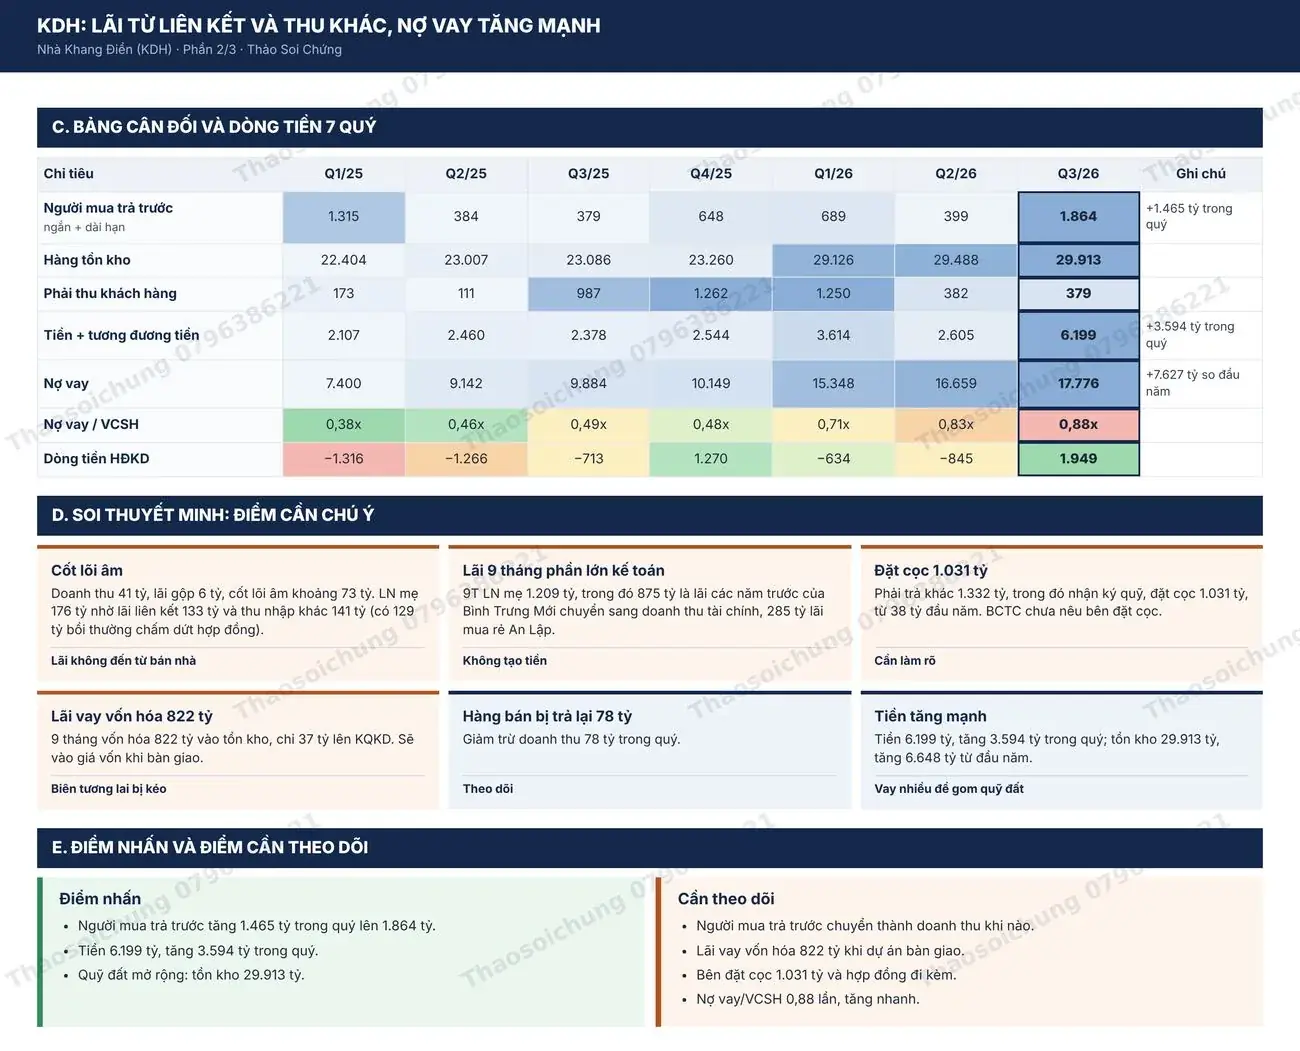 KDH: LÃI TỪ LIÊN KẾT VÀ THU KHÁC, NỢ VAY TĂNG MẠNH
Nhà Khang Điền (KDH) · Phần 2/3 · Thảo Soi Chứng
C. BẢNG CÂN ĐỐI VÀ DÒNG TIỀN 7 QUÝ
Chỉ tiêu Q1/25 Q2/25 Q3/25 Q4/25 Q1/26 Q2/26 Q3/26 Ghi chú
Người mua trả trước
ngắn + dài hạn
1.315 384 379 648 689 399 1.864
+1.465 tỷ trong
quý
Hàng tồn kho 22.404 23.007 23.086 23.260 29.126 29.488 29.913
Phải thu khách hàng 173 111 987 1.262 1.250 382 379
Tiền + tương đương tiền 2.107 2.460 2.378 2.544 3.614 2.605 6.199
+3.594 tỷ trong
quý
Nợ vay 7.400 9.142 9.884 10.149 15.348 16.659 17.776
+7.627 tỷ so đầu
năm
Nợ vay / VCSH 0,38x 0,46x 0,49x 0,48x 0,71x 0,83x 0,88x
Dòng tiền HĐKD −1.316 −1.266 −713 1.270 −634 −845 1.949
D. SOI THUYẾT MINH: ĐIỂM CẦN CHÚ Ý
Cốt lõi âm
Doanh thu 41 tỷ, lãi gộp 6 tỷ, cốt lõi âm khoảng 73 tỷ. LN mẹ
176 tỷ nhờ lãi liên kết 133 tỷ và thu nhập khác 141 tỷ (có 129
tỷ bồi thường chấm dứt hợp đồng).
Lãi không đến từ bán nhà
Lãi 9 tháng phần lớn kế toán
9T LN mẹ 1.209 tỷ, trong đó 875 tỷ là lãi các năm trước của
Bình Trưng Mới chuyển sang doanh thu tài chính, 285 tỷ lãi
mua rẻ An Lập.
Không tạo tiền
Đặt cọc 1.031 tỷ
Phải trả khác 1.332 tỷ, trong đó nhận ký quỹ, đặt cọc 1.031 tỷ,
từ 38 tỷ đầu năm. BCTC chưa nêu bên đặt cọc.
Cần làm rõ
Lãi vay vốn hóa 822 tỷ
9 tháng vốn hóa 822 tỷ vào tồn kho, chỉ 37 tỷ lên KQKD. Sẽ
vào giá vốn khi bàn giao.
Biên tương lai bị kéo
Hàng bán bị trả lại 78 tỷ
Giảm trừ doanh thu 78 tỷ trong quý.
Theo dõi
Tiền tăng mạnh
Tiền 6.199 tỷ, tăng 3.594 tỷ trong quý; tồn kho 29.913 tỷ,
tăng 6.648 tỷ từ đầu năm.
Vay nhiều để gom quỹ đất
E. ĐIỂM NHẤN VÀ ĐIỂM CẦN THEO DÕI
Điểm nhấn
• Người mua trả trước tăng 1.465 tỷ trong quý lên 1.864 tỷ.
• Tiền 6.199 tỷ, tăng 3.594 tỷ trong quý.
• Quỹ đất mở rộng: tồn kho 29.913 tỷ.
Cần theo dõi
• Người mua trả trước chuyển thành doanh thu khi nào.
• Lãi vay vốn hóa 822 tỷ khi dự án bàn giao.
• Bên đặt cọc 1.031 tỷ và hợp đồng đi kèm.
• Nợ vay/VCSH 0,88 lần, tăng nhanh.
Thaosoichung 0796386221